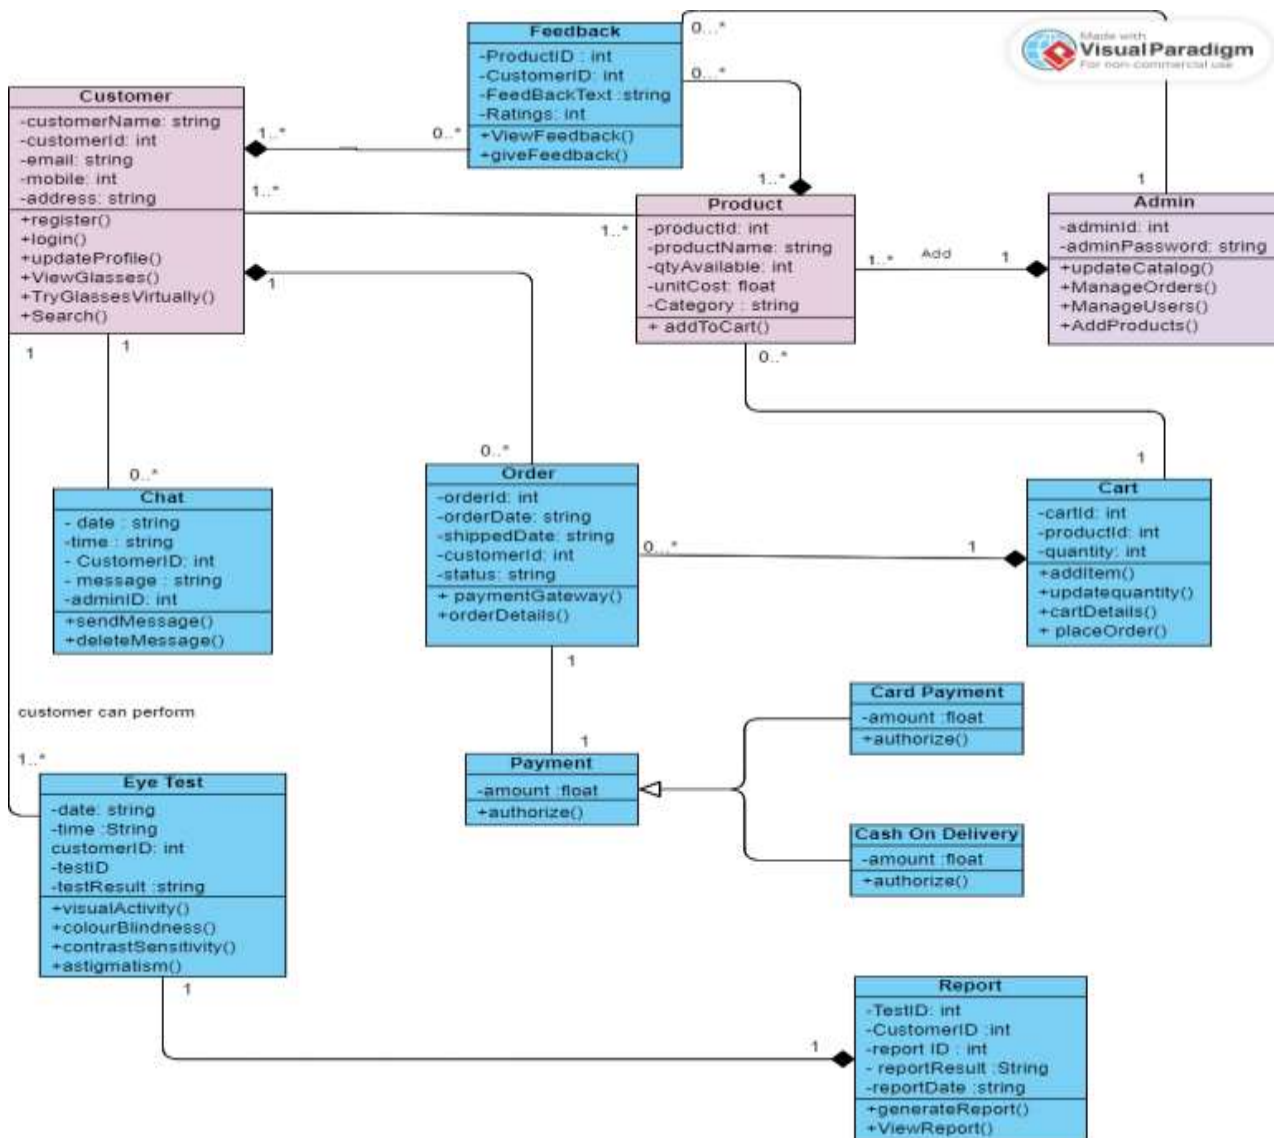 Feedback
-ProductID : int
-CustomerID: int
-FeedBackText :string
-Ratings: int
+ViewFeedback()
+giveFeedback()
0...*
0...*
Made with
Visual Paradigm
For non-commercial use
Customer
-customerName: string
-customerId: int
-email: string
-mobile: int
-address: string
+register()
+login()
+updateProfile()
+ViewGlasses()
+TryGlassesVirtually()
+Search()
1..*
0..*
1..*
1..*
1
1
1
1..*
Product
-productId: int
-productName: string
-qtyAvailable: int
-unitCost: float
-Category : string
+ addToCart()
1..*
Add
1
1
Admin
-adminId: int
-adminPassword: string
+updateCatalog()
+ManageOrders()
+ManageUsers()
+AddProducts()
0..*
0..*
Chat
- date : string
-time : string
- CustomerID: int
- message : string
-adminID: int
+sendMessage()
+deleteMessage()
0..*
Order
-orderId: int
-orderDate: string
-shippedDate: string
-customerId: int
-status: string
+ paymentGateway()
+orderDetails()
0...*
1
1
Cart
-cartId: int
-productId: int
-quantity: int
+addItem()
+updatequantity()
+cartDetails()
+ placeOrder()
1
1
customer can perform
1..*
Payment
-amount :float
+authorize()
Card Payment
-amount :float
+authorize()
Cash On Delivery
-amount :float
+authorize()
Eye Test
-date: string
-time :String
customerID: int
-testID
-testResult :string
+visualActivity()
+colourBlindness()
+contrastSensitivity()
+astigmatism()
1
1
Report
-TestID: int
-CustomerID :int
-report ID : int
- reportResult :String
-reportDate :string
+generateReport()
+ViewReport()